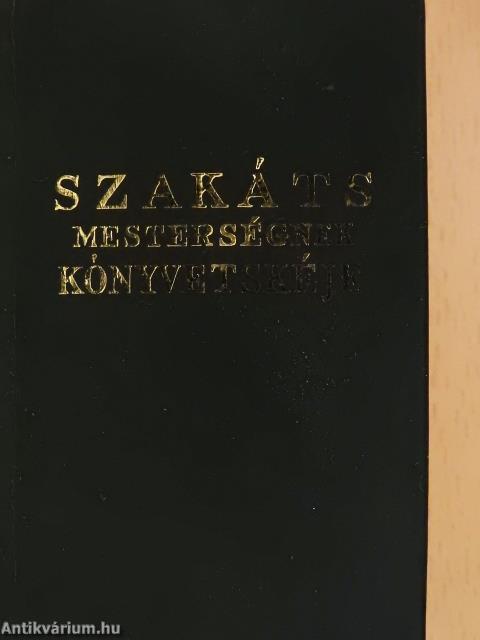 SZAKÁTS
MESTERSÉGNEK
KÖNYVETSKÉJE
Antikvárium.hu